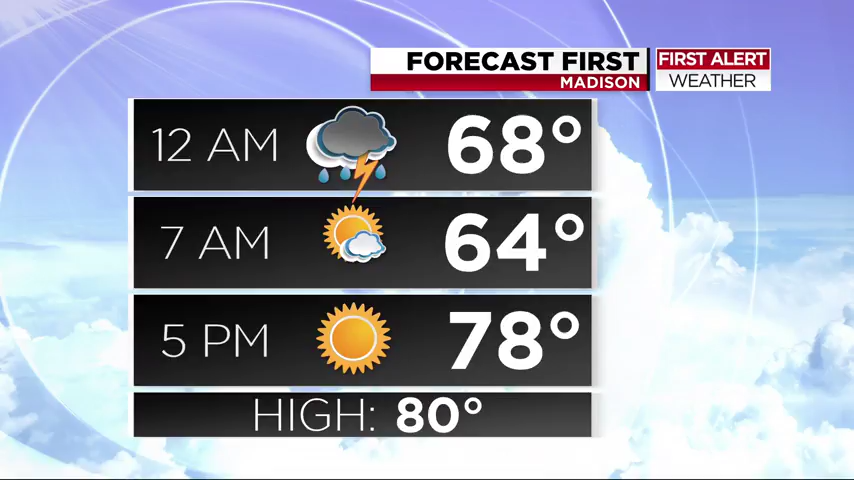 FORECAST FIRST
MADISON
FIRST ALERT
WEATHER
12 AM 68°
7 AM 64°
5 PM 78°
HIGH: 80°